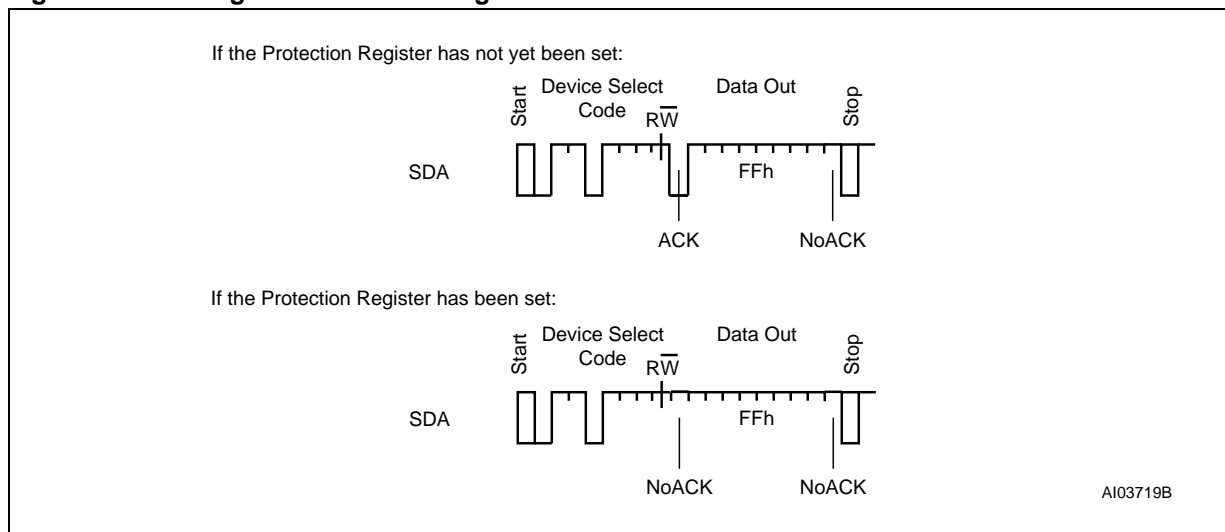 If the Protection Register has not yet been set:
Start
Device Select
Code
RW
Data Out
Stop
SDA
FFh
ACK
NoACK
If the Protection Register has been set:
Start
Device Select
Code
RW
Data Out
Stop
SDA
FFh
NoACK
NoACK
AI03719B